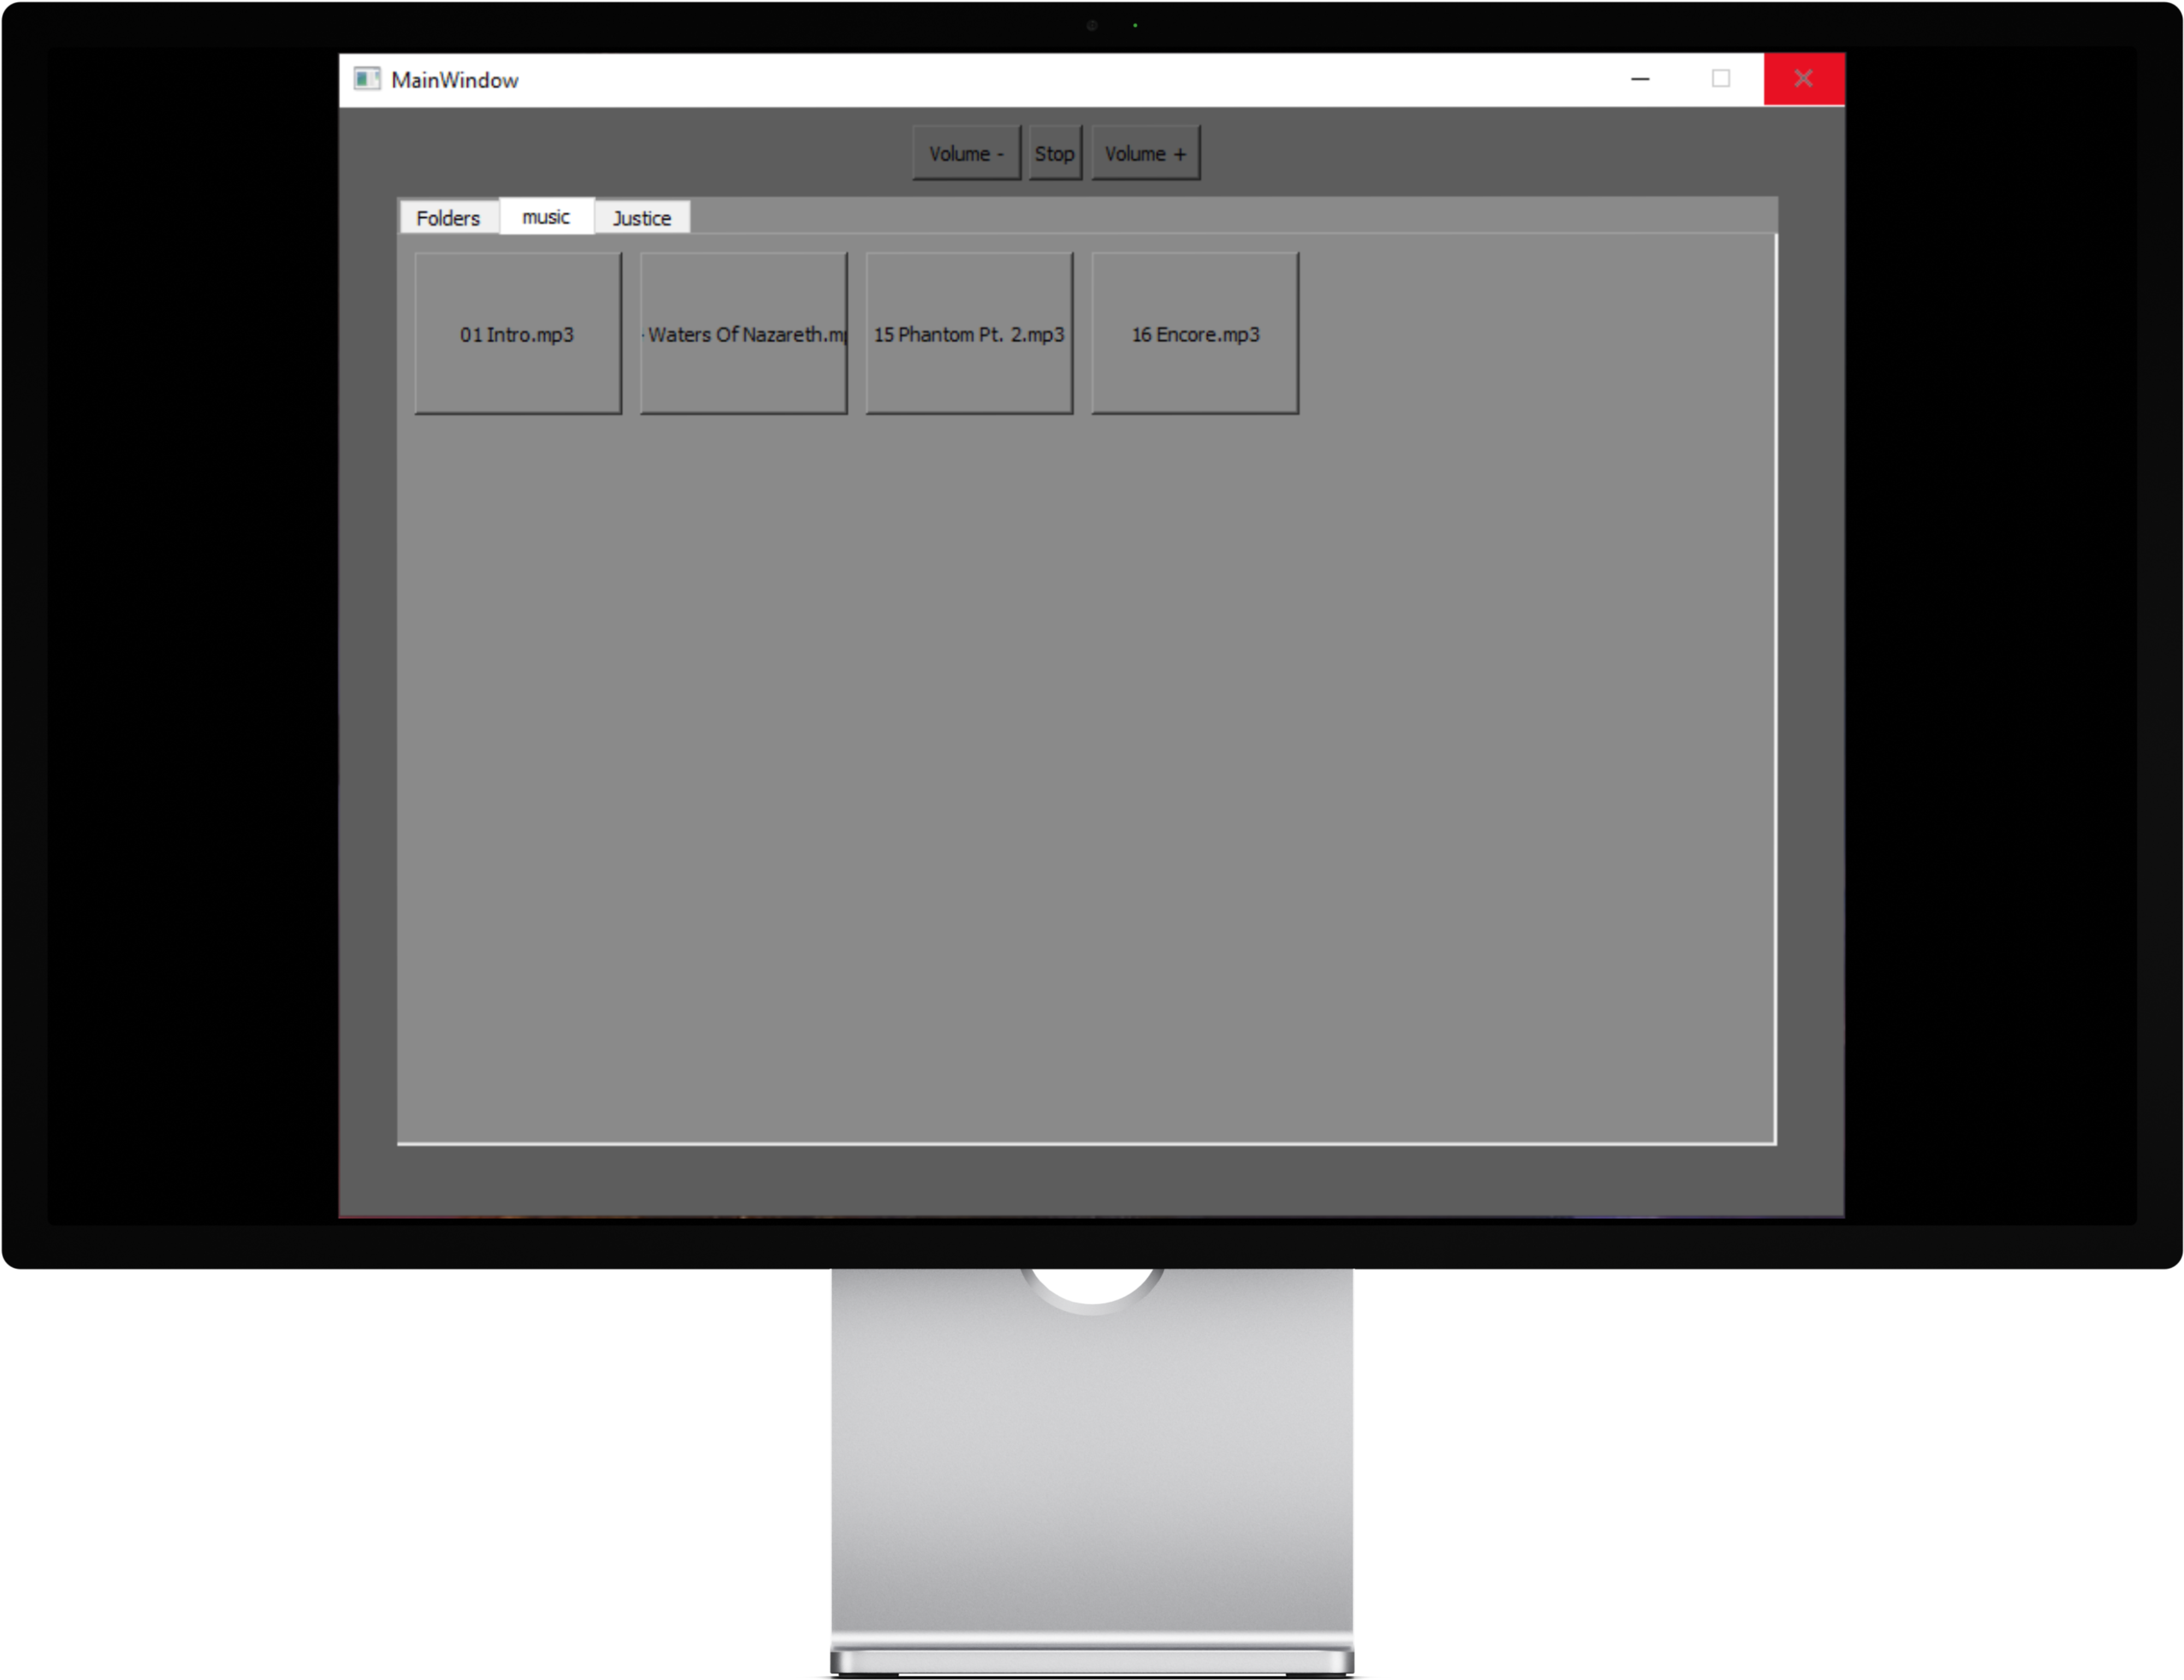 MainWindow
Volume - Stop Volume +
Folders music Justice
01 Intro.mp3 Waters Of Nazareth 15 Phantom Pt. 2.mp3 16 Encore.mp3